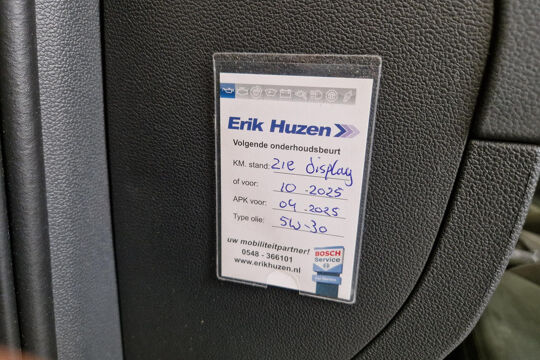 Erik Huzen
Volgende onderhoudsbeurt
KM. stand: zie display
of voor: 10-2025
APK voor: 04-2025
Type olie: 5W-30
uw mobiliteitpartner!
0548 - 366101
www.erikhuzen.nl
BOSCH
Service